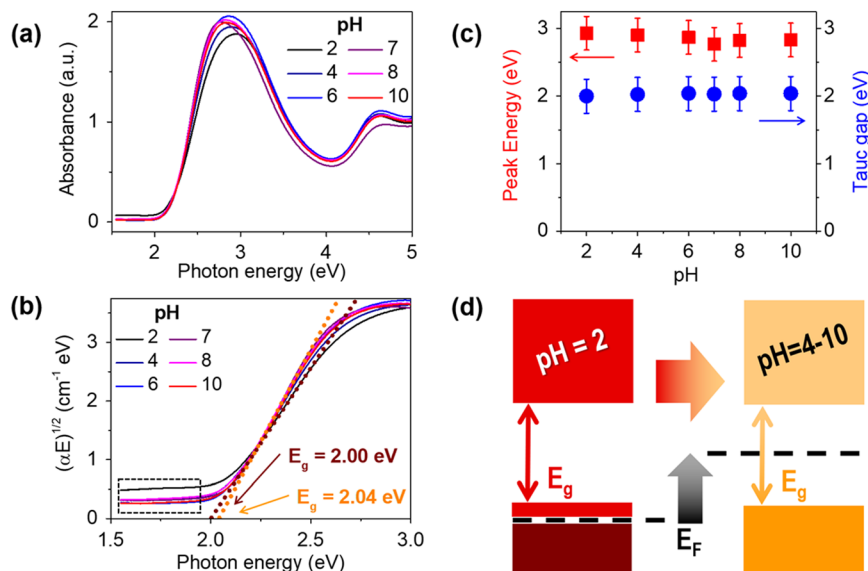 (a)
pH
2 7
4 8
6 10
Absorbance (a.u.)
2
1
0
2 3 4 5
Photon energy (eV)
(c)
3
2
1
0
Peak Energy (eV)
3
2
1
0
Tauc gap (eV)
2 4 6 8 10
pH
(b)
pH
2 7
4 8
6 10
(αE)1/2 (cm-1 eV)
3
2
1
0
Eg = 2.00 eV
Eg = 2.04 eV
1.5 2.0 2.5 3.0
Photon energy (eV)
(d)
pH = 2
pH=4-10
Eg
Eg
EF